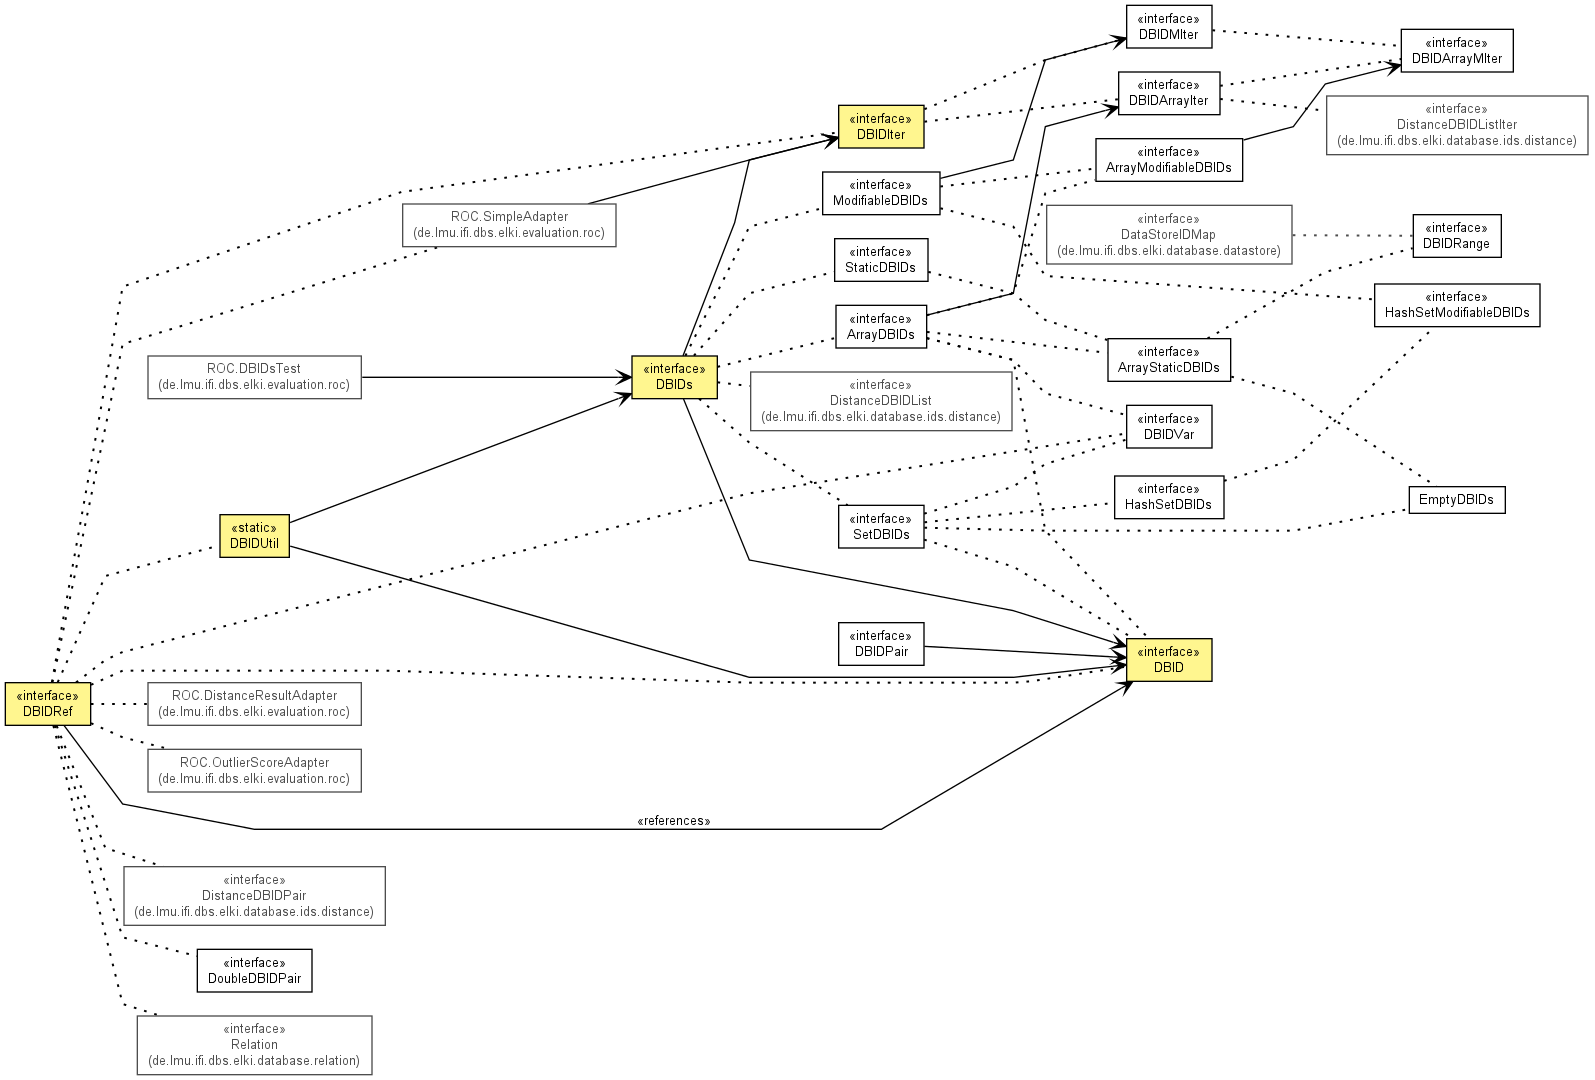 «interface»
DBIDMIter
«interface»
DBIDArrayMIter
«interface»
DBIDArrayIter
«interface»
DistanceDBIDListIter
(de.lmu.ifi.dbs.elki.database.ids.distance)
«interface»
DBIDIter
«interface»
ArrayModifiableDBIDs
«interface»
ModifiableDBIDs
ROC.SimpleAdapter
(de.lmu.ifi.dbs.elki.evaluation.roc)
«interface»
DataStoreIDMap
(de.lmu.ifi.dbs.elki.database.datastore)
«interface»
DBIDRange
«interface»
StaticDBIDs
«interface»
HashSetModifiableDBIDs
«interface»
ArrayDBIDs
«interface»
ArrayStaticDBIDs
ROC.DBIDsTest
(de.lmu.ifi.dbs.elki.evaluation.roc)
«interface»
DBIDs
«interface»
DistanceDBIDList
(de.lmu.ifi.dbs.elki.database.ids.distance)
«interface»
DBIDVar
«interface»
HashSetDBIDs
EmptyDBIDs
«interface»
SetDBIDs
«static»
DBIDUtil
«interface»
DBIDPair
«interface»
DBID
«interface»
DBIDRef
ROC.DistanceResultAdapter
(de.lmu.ifi.dbs.elki.evaluation.roc)
ROC.OutlierScoreAdapter
(de.lmu.ifi.dbs.elki.evaluation.roc)
«references»
«interface»
DistanceDBIDPair
(de.lmu.ifi.dbs.elki.database.ids.distance)
«interface»
DoubleDBIDPair
«interface»
Relation
(de.lmu.ifi.dbs.elki.database.relation)